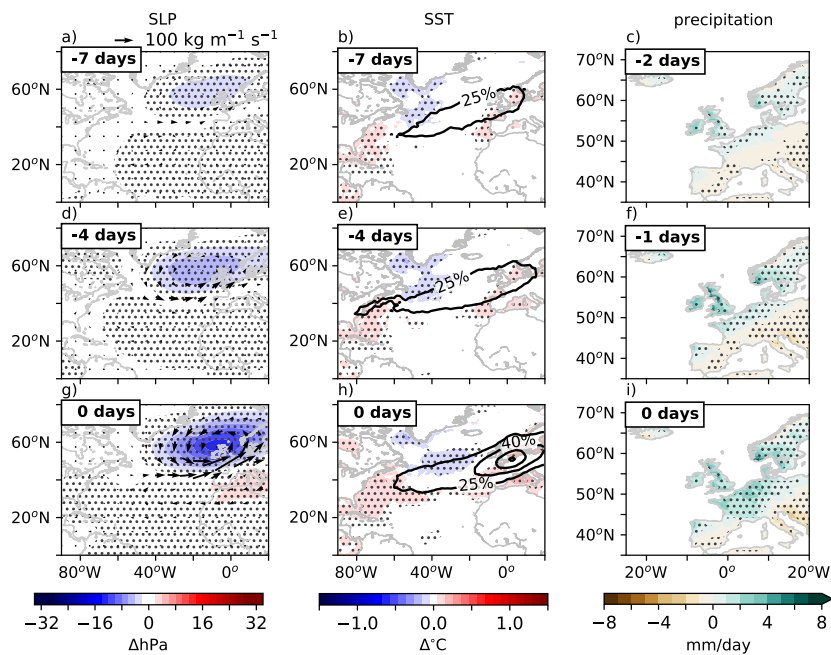 SLP SST precipitation
a) → 100 kg m⁻¹ s⁻¹ b) c)
-7 days -7 days -2 days
60°N 60°N 25% 70°N
60°N
50°N
20°N 20°N 40°N
d) e) f)
-4 days -4 days -1 days
60°N 60°N 25% 70°N
60°N
50°N
20°N 20°N 40°N
g) h) i)
0 days 0 days 0 days
60°N 60°N 40% 70°N
25% 60°N
50°N
20°N 20°N 40°N
80°W 40°W 0° 80°W 40°W 0° 25°W 10°W 0° 20°W
−32 −16 0 16 32 −1.0 0.0 1.0 −8 −4 0 4 8
ΔhPa Δ°C mm/day